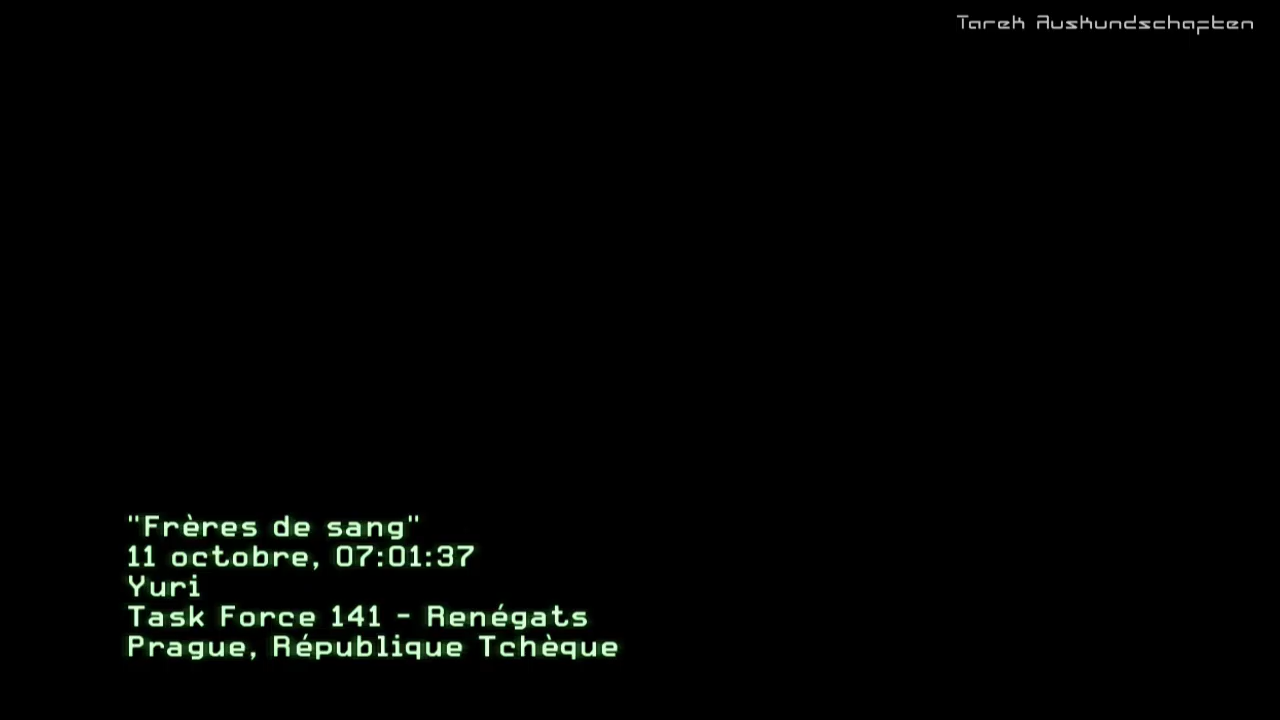 Tarek Auskundschaften
"Frères de sang"
11 octobre, 07:01:37
Yuri
Task Force 141 - Renégats
Prague, République Tchèque